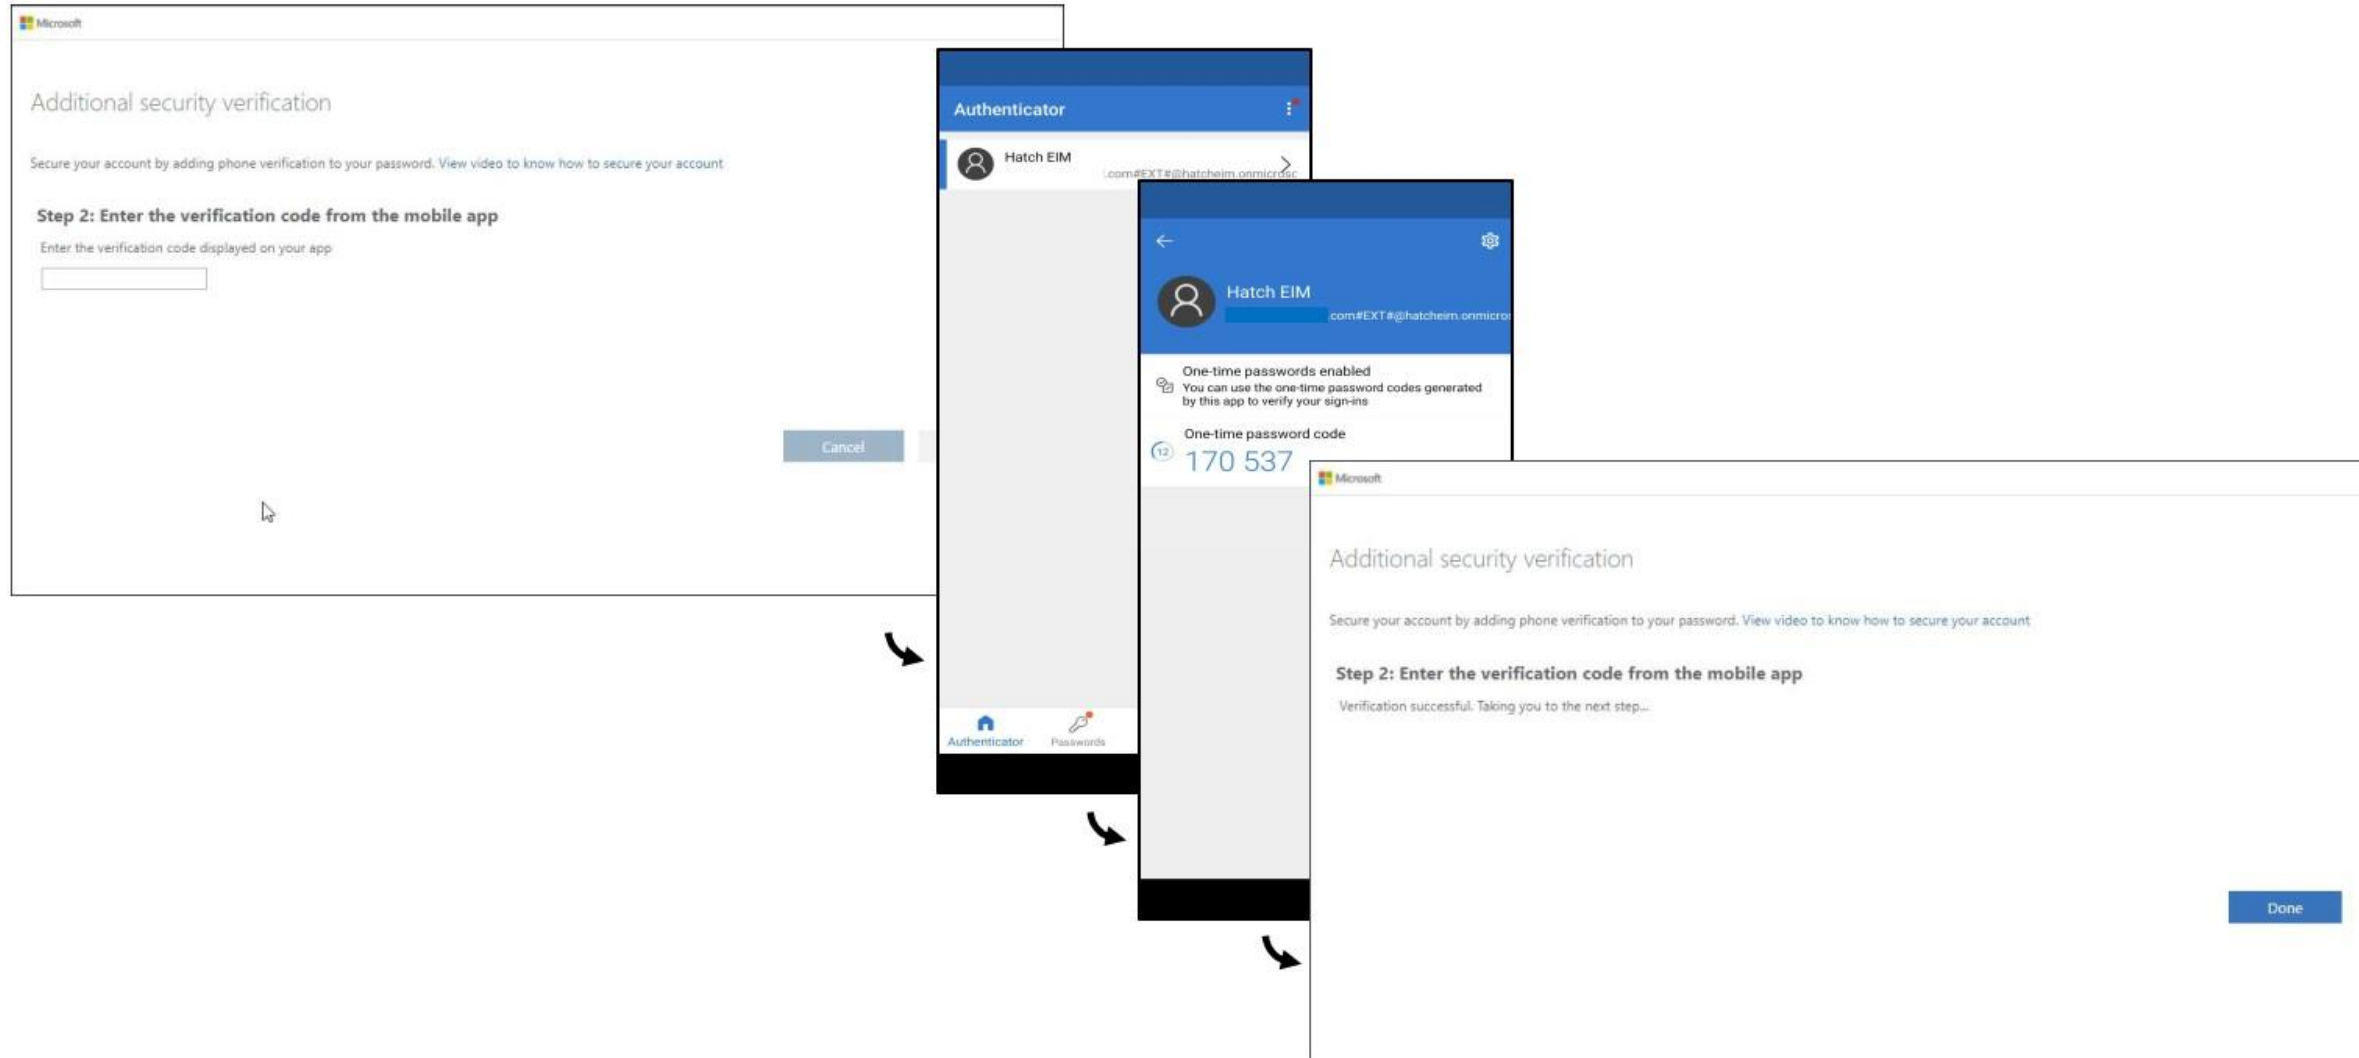 Microsoft
Additional security verification
Secure your account by adding phone verification to your password. View video to know how to secure your account
Step 2: Enter the verification code from the mobile app
Enter the verification code displayed on your app
Cancel
Authenticator
Hatch EIM
.com#EXT#@hatcheim.onmicrosc
Authenticator
Passwords
Hatch EIM
.com#EXT#@hatcheim.onmicros
One-time passwords enabled
You can use the one-time password codes generated
by this app to verify your sign-ins
One-time password code
12
170 537
Microsoft
Additional security verification
Secure your account by adding phone verification to your password. View video to know how to secure your account
Step 2: Enter the verification code from the mobile app
Verification successful. Taking you to the next step...
Done